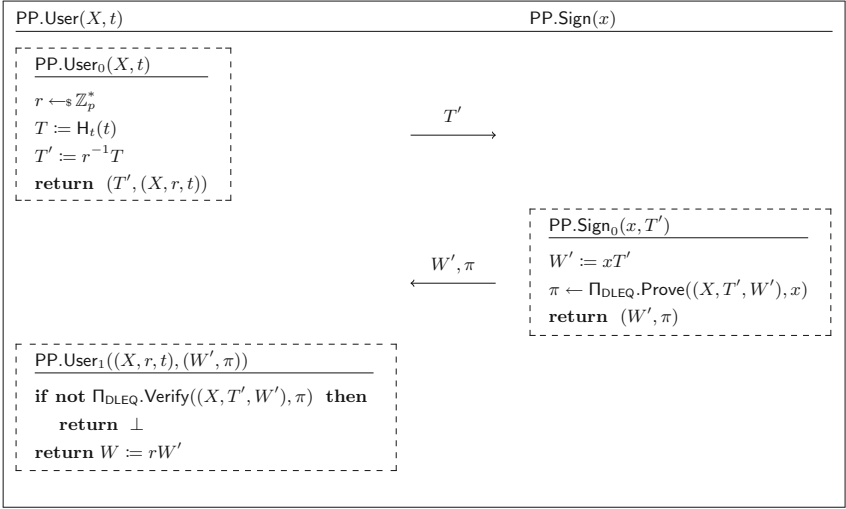 PP.User(X, t) PP.Sign(x)
PP.User₀(X, t)
r ←$ ℤ*ₚ
T := Hₜ(t)
T′ := r⁻¹T
return (T′, (X, r, t))
T′
PP.Sign₀(x, T′)
W′ := xT′
π ← Π_DLEQ.Prove((X, T′, W′), x)
return (W′, π)
W′, π
PP.User₁((X, r, t), (W′, π))
if not Π_DLEQ.Verify((X, T′, W′), π) then
return ⊥
return W := rW′